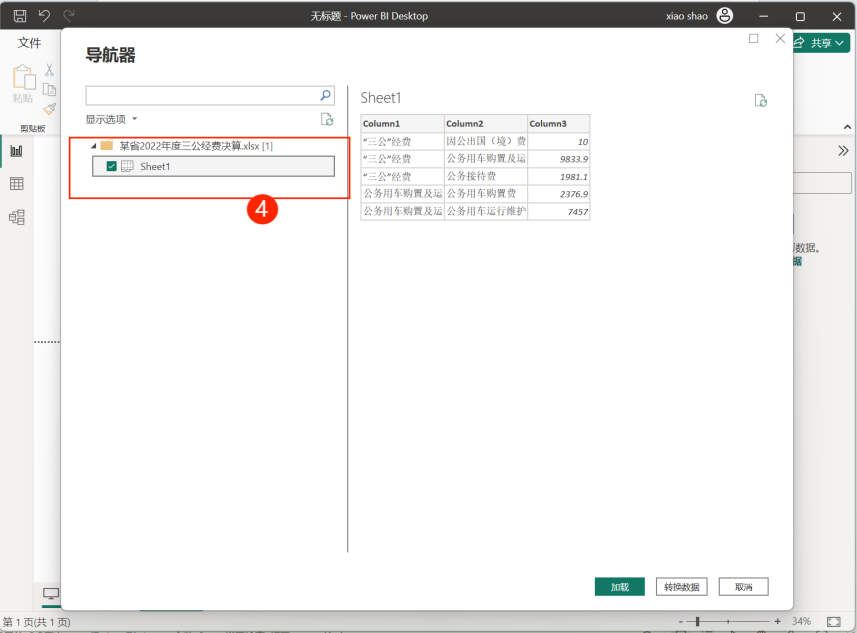 无标题 - Power BI Desktop
xiao shao
文件
共享
粘贴
剪贴板
导航器
显示选项
某省2022年度三公经费决算.xlsx [1]
Sheet1
4
Sheet1
Column1 Column2 Column3
"三公"经费 因公出国（境）费 10
"三公"经费 公务用车购置及运 9833.9
"三公"经费 公务接待费 1981.1
公务用车购置及运 公务用车购置费 2376.9
公务用车购置及运 公务用车运行维护 7457
数据。
据
加载 转换数据 取消
第 1 页(共 1 页)
- + 34%